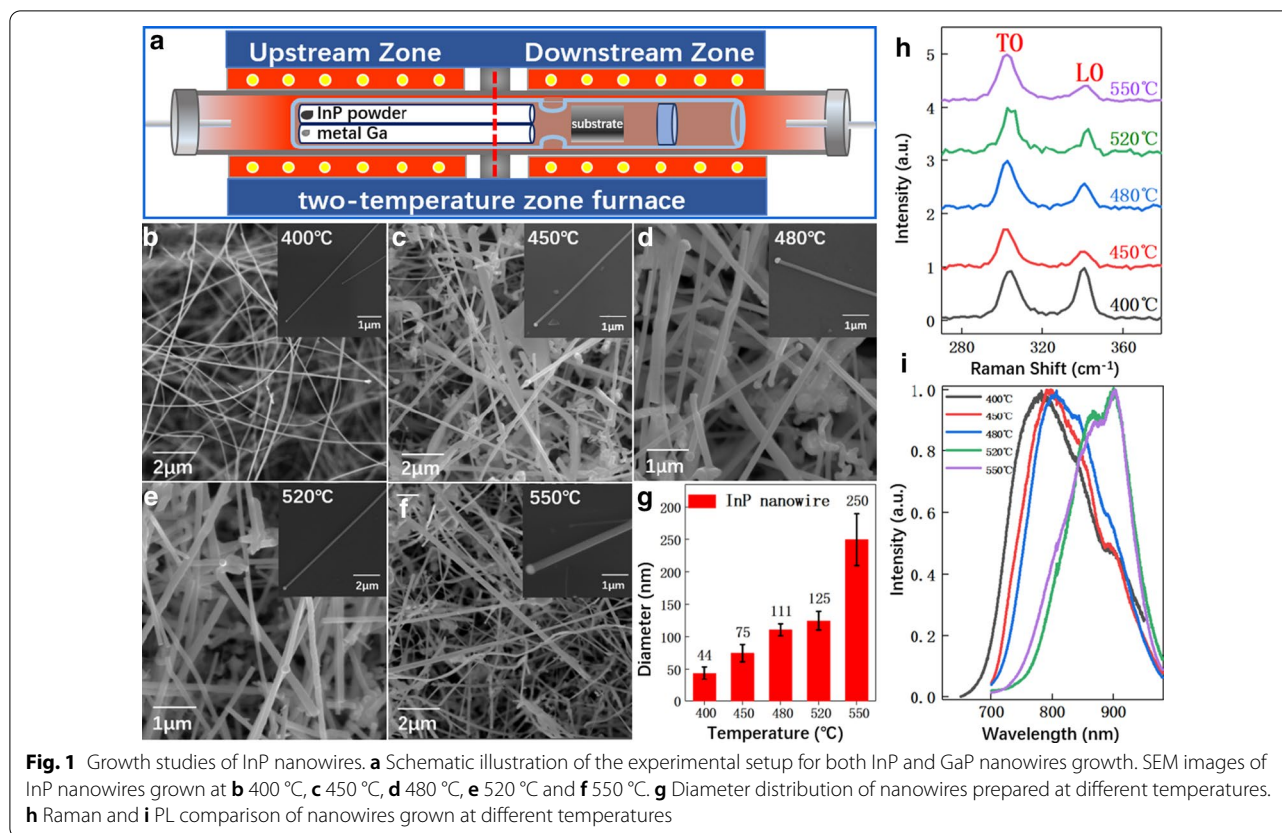 a
Upstream Zone
Downstream Zone
InP powder
metal Ga
substrate
two-temperature zone furnace
b
400℃
1μm
2μm
c
450℃
1μm
2μm
d
480℃
1μm
1μm
e
520℃
2μm
1μm
f
550℃
1μm
2μm
g
InP nanowire
Diameter (nm)
200
250
150
100
50
0
44
75
111
125
250
400
450
480
520
550
Temperature (℃)
h
TO
LO
550℃
520℃
480℃
450℃
400℃
Intensity (a.u.)
5
4
3
2
1
0
280
320
360
Raman Shift (cm⁻¹)
i
400℃
450℃
480℃
520℃
550℃
Intensity (a.u.)
1.0
0.8
0.6
0.4
0.2
0.0
700
800
900
Wavelength (nm)
Fig. 1 Growth studies of InP nanowires. a Schematic illustration of the experimental setup for both InP and GaP nanowires growth. SEM images of
InP nanowires grown at b 400 °C, c 450 °C, d 480 °C, e 520 °C and f 550 °C. g Diameter distribution of nanowires prepared at different temperatures.
h Raman and i PL comparison of nanowires grown at different temperatures